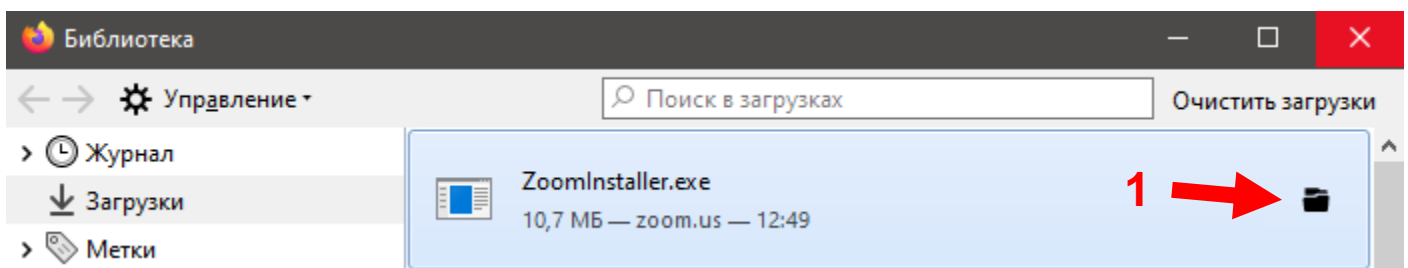 Библиотека
Управление
Поиск в загрузках
Очистить загрузки
Журнал
Загрузки
Метки
ZoomInstaller.exe
10,7 МБ — zoom.us — 12:49
1